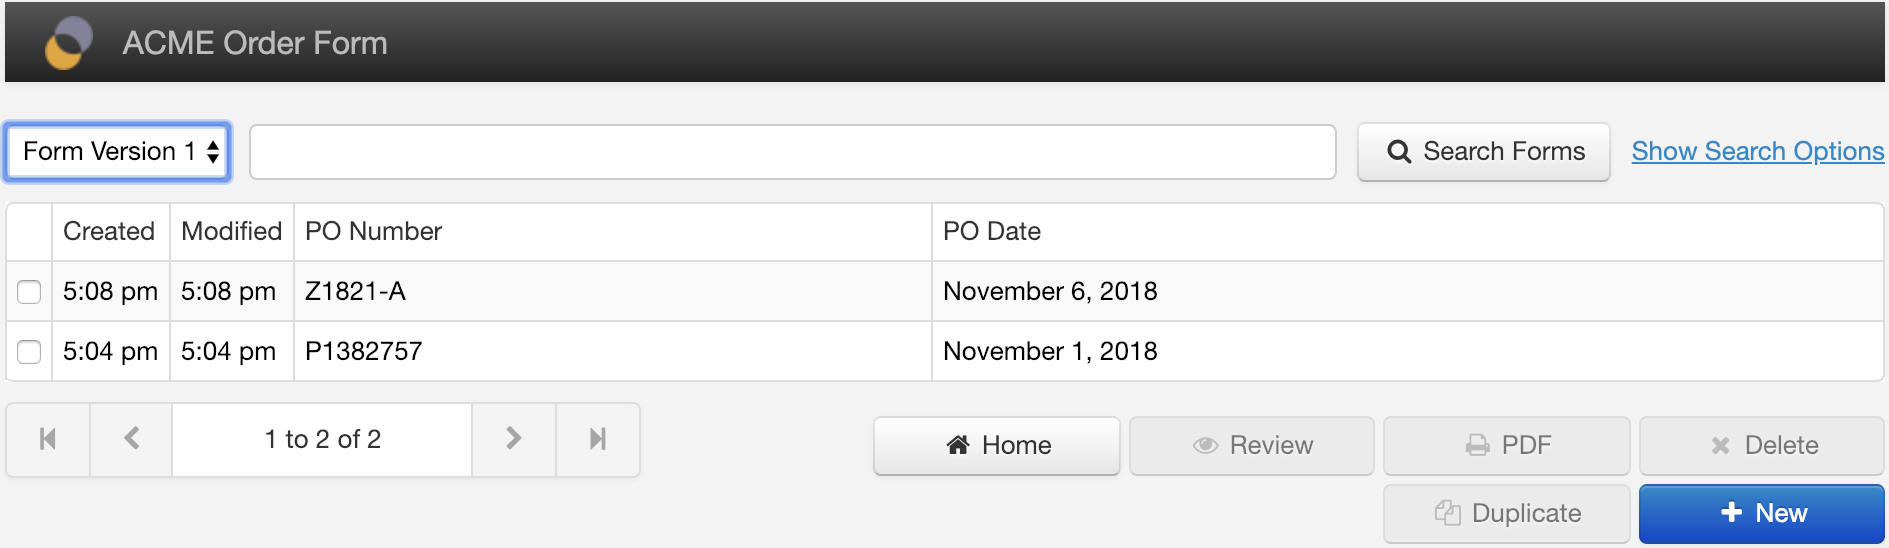 ACME Order Form
Form Version 1 Search Forms Show Search Options
Created Modified PO Number PO Date
5:08 pm 5:08 pm Z1821-A November 6, 2018
5:04 pm 5:04 pm P1382757 November 1, 2018
1 to 2 of 2 Home Review PDF Delete
Duplicate New